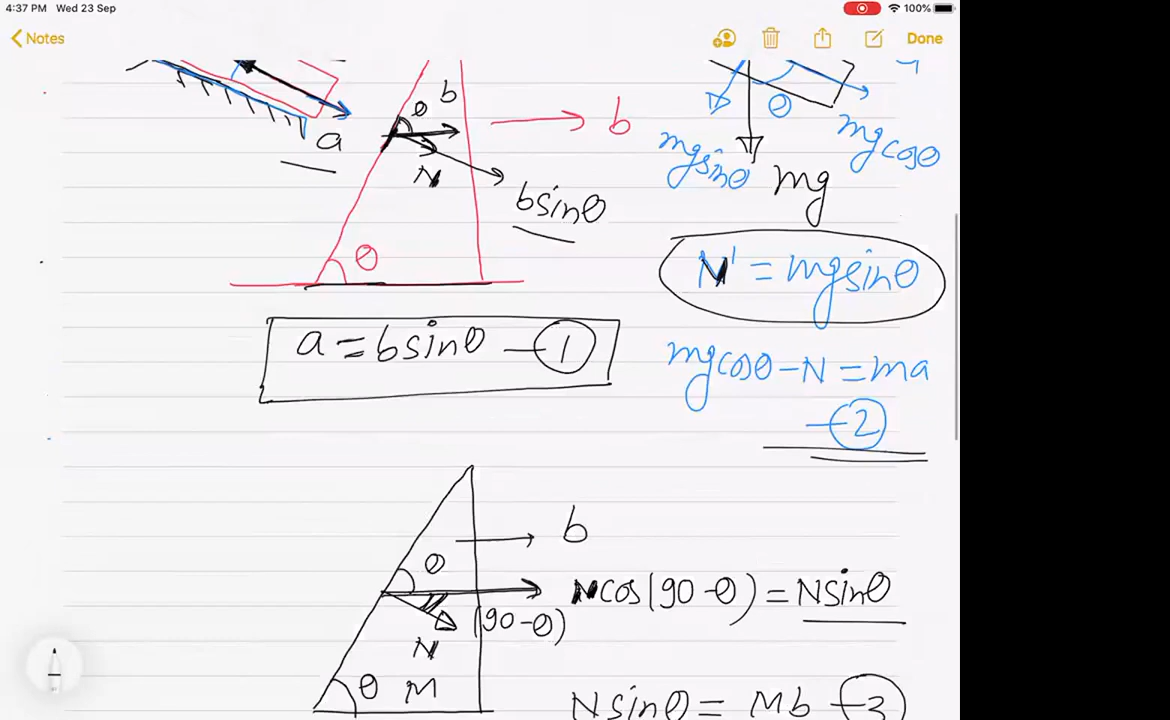 4:37 PM Wed 23 Sep
100%
Notes
Done
a
θ
b
N
bsinθ
θ
b
θ
mgsinθ
mgcosθ
mg
N' = mgsinθ
a = bsinθ — 1
mgcosθ - N = ma
— 2
b
θ
Ncos(90-θ) = Nsinθ
(90-θ)
N
θ M
Nsinθ = Mb — 3